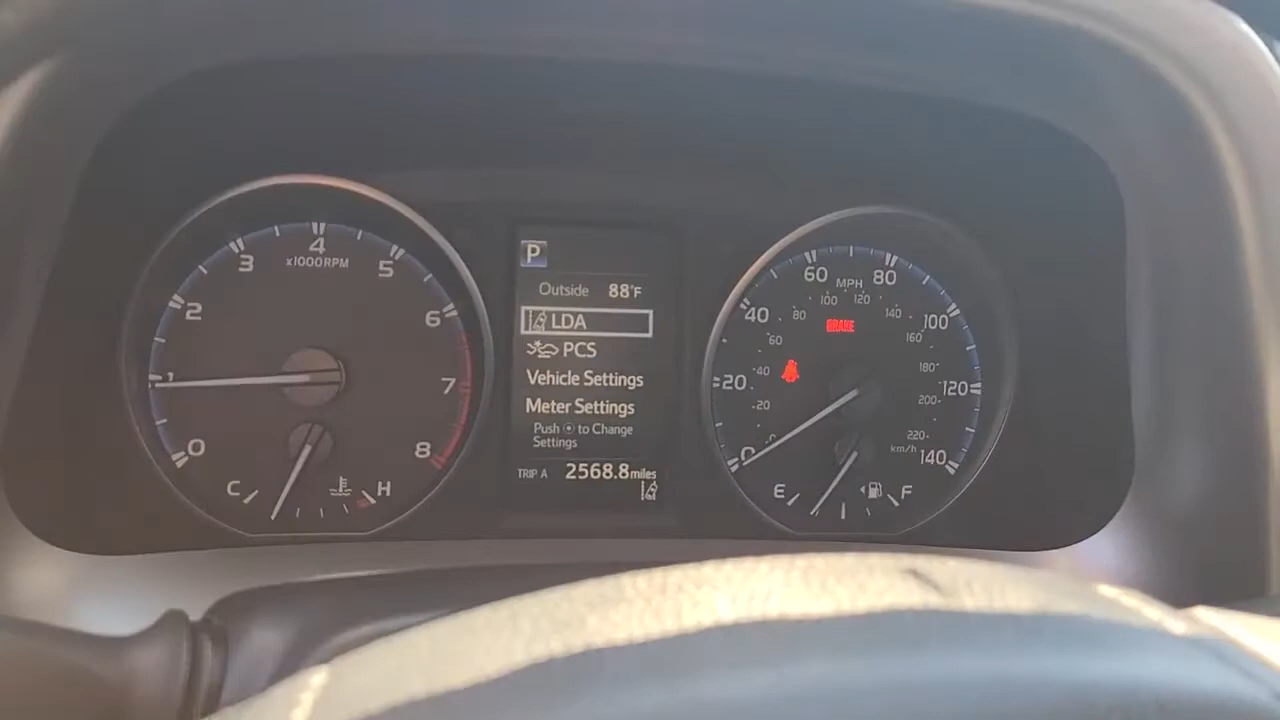 4
3
5
x1000RPM
2
6
1
7
0
8
C
H
P
Outside 88°F
LDA
PCS
Vehicle Settings
Meter Settings
Push ⦿ to Change
Settings
TRIP A 2568.8 miles
60
80
MPH
100
120
40
80
140
100
60
BRAKE
160
20
40
180
120
20
200
0
0
220
km/h
140
E
F